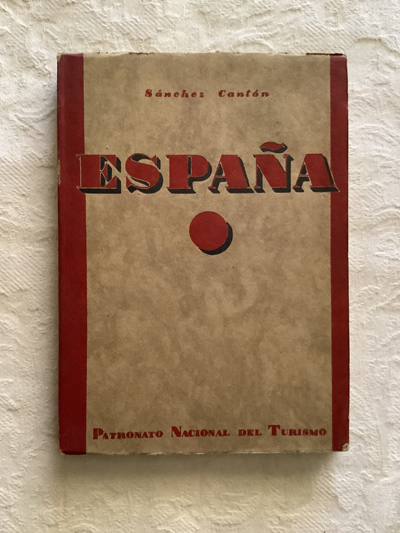 Sánchez Cantón
ESPAÑA
Patronato Nacional del Turismo